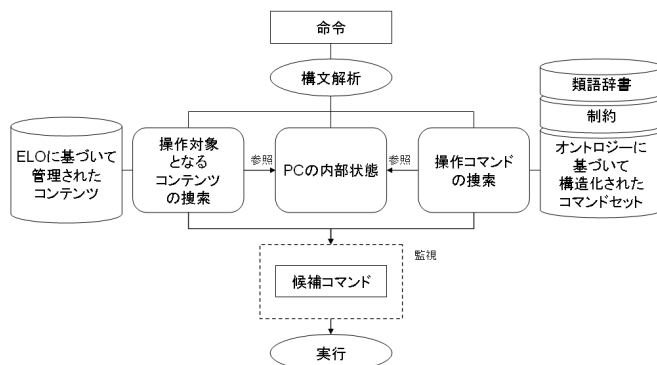 命令
構文解析
類語辞書
制約
オントロジーに
基づいて
構造化された
コマンドセット
ELOに基づいて
管理された
コンテンツ
操作対象
となる
コンテンツ
の捜索
参照
PCの内部状態
参照
操作コマンド
の捜索
監視
候補コマンド
実行